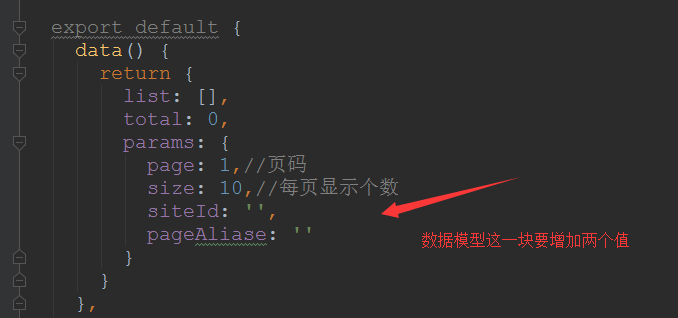 export default {
data() {
return {
list: [],
total: 0,
params: {
page: 1,//页码
size: 10,//每页显示个数
siteId: '',
pageAliase: ''
}
}
},
数据模型这一块要增加两个值